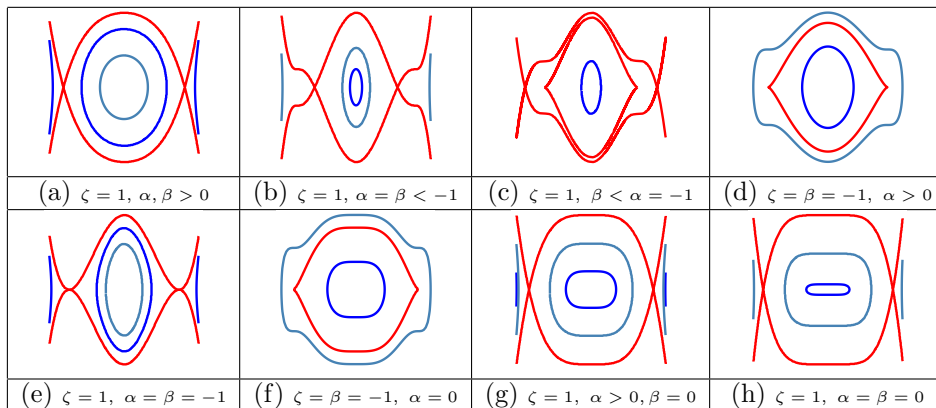 (a) ζ = 1, α, β > 0
(b) ζ = 1, α = β < −1
(c) ζ = 1, β < α = −1
(d) ζ = β = −1, α > 0
(e) ζ = 1, α = β = −1
(f) ζ = β = −1, α = 0
(g) ζ = 1, α > 0, β = 0
(h) ζ = 1, α = β = 0